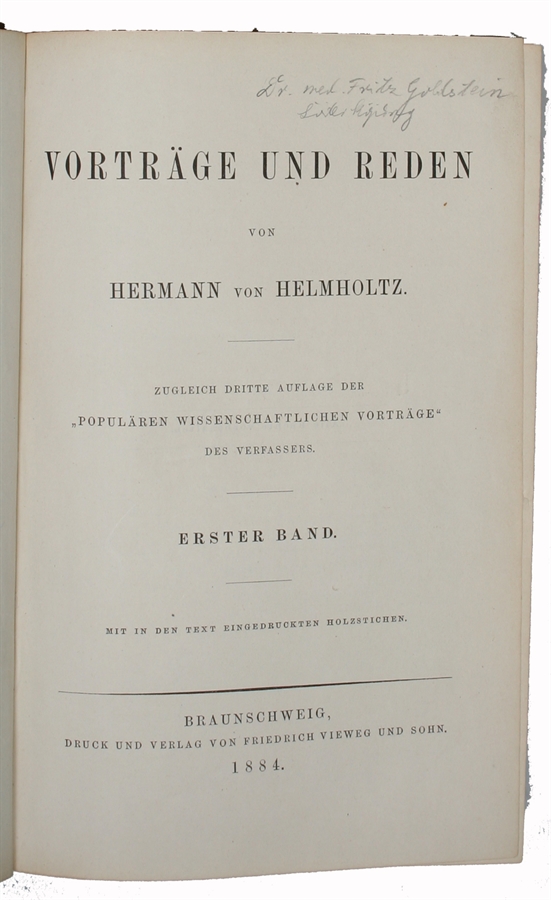 Dr. med. Fritz Goldstein
VORTRÄGE UND REDEN
VON
HERMANN VON HELMHOLTZ.
ZUGLEICH DRITTE AUFLAGE DER
„POPULÄREN WISSENSCHAFTLICHEN VORTRÄGE“
DES VERFASSERS.
ERSTER BAND.
MIT IN DEN TEXT EINGEDRUCKTEN HOLZSTICHEN.
BRAUNSCHWEIG,
DRUCK UND VERLAG VON FRIEDRICH VIEWEG UND SOHN.
1884.